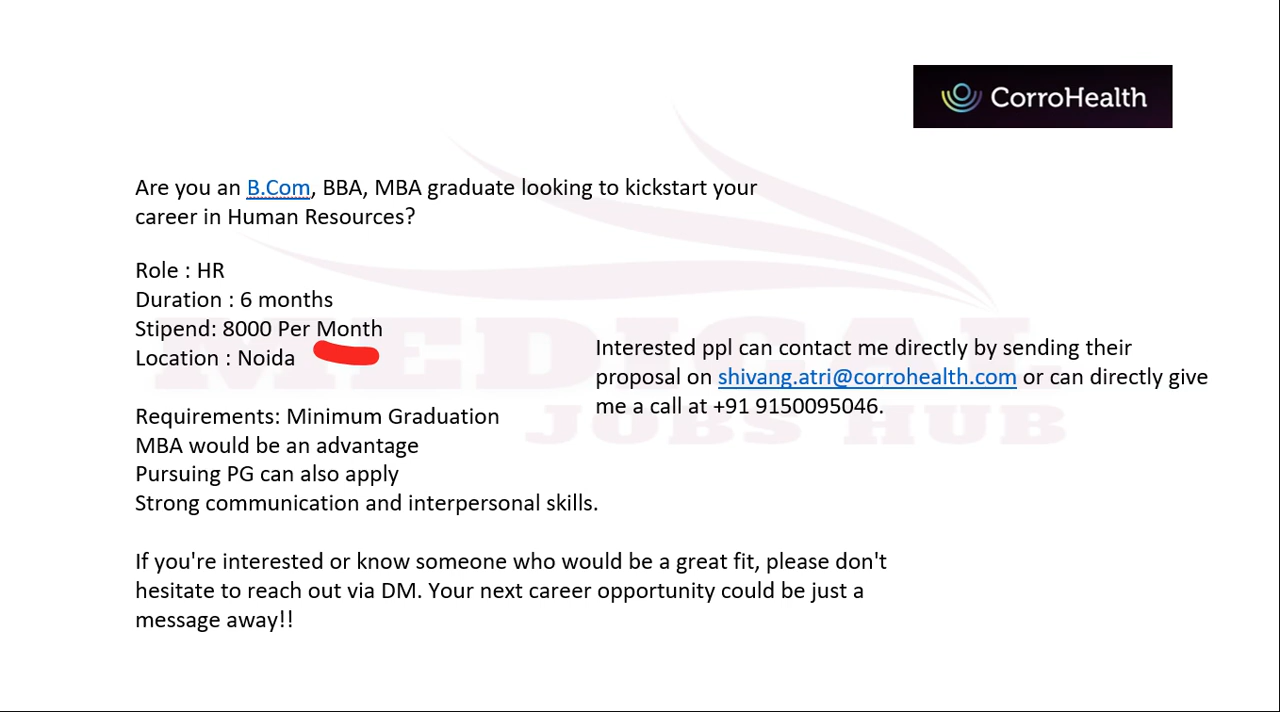 CorroHealth
Are you an B.Com, BBA, MBA graduate looking to kickstart your
career in Human Resources?
Role : HR
Duration : 6 months
Stipend: 8000 Per Month
Location : Noida
Interested ppl can contact me directly by sending their
proposal on shivang.atri@corrohealth.com or can directly give
me a call at +91 9150095046.
Requirements: Minimum Graduation
MBA would be an advantage
Pursuing PG can also apply
Strong communication and interpersonal skills.
If you're interested or know someone who would be a great fit, please don't
hesitate to reach out via DM. Your next career opportunity could be just a
message away!!
MEDICAL
JOBS HUB